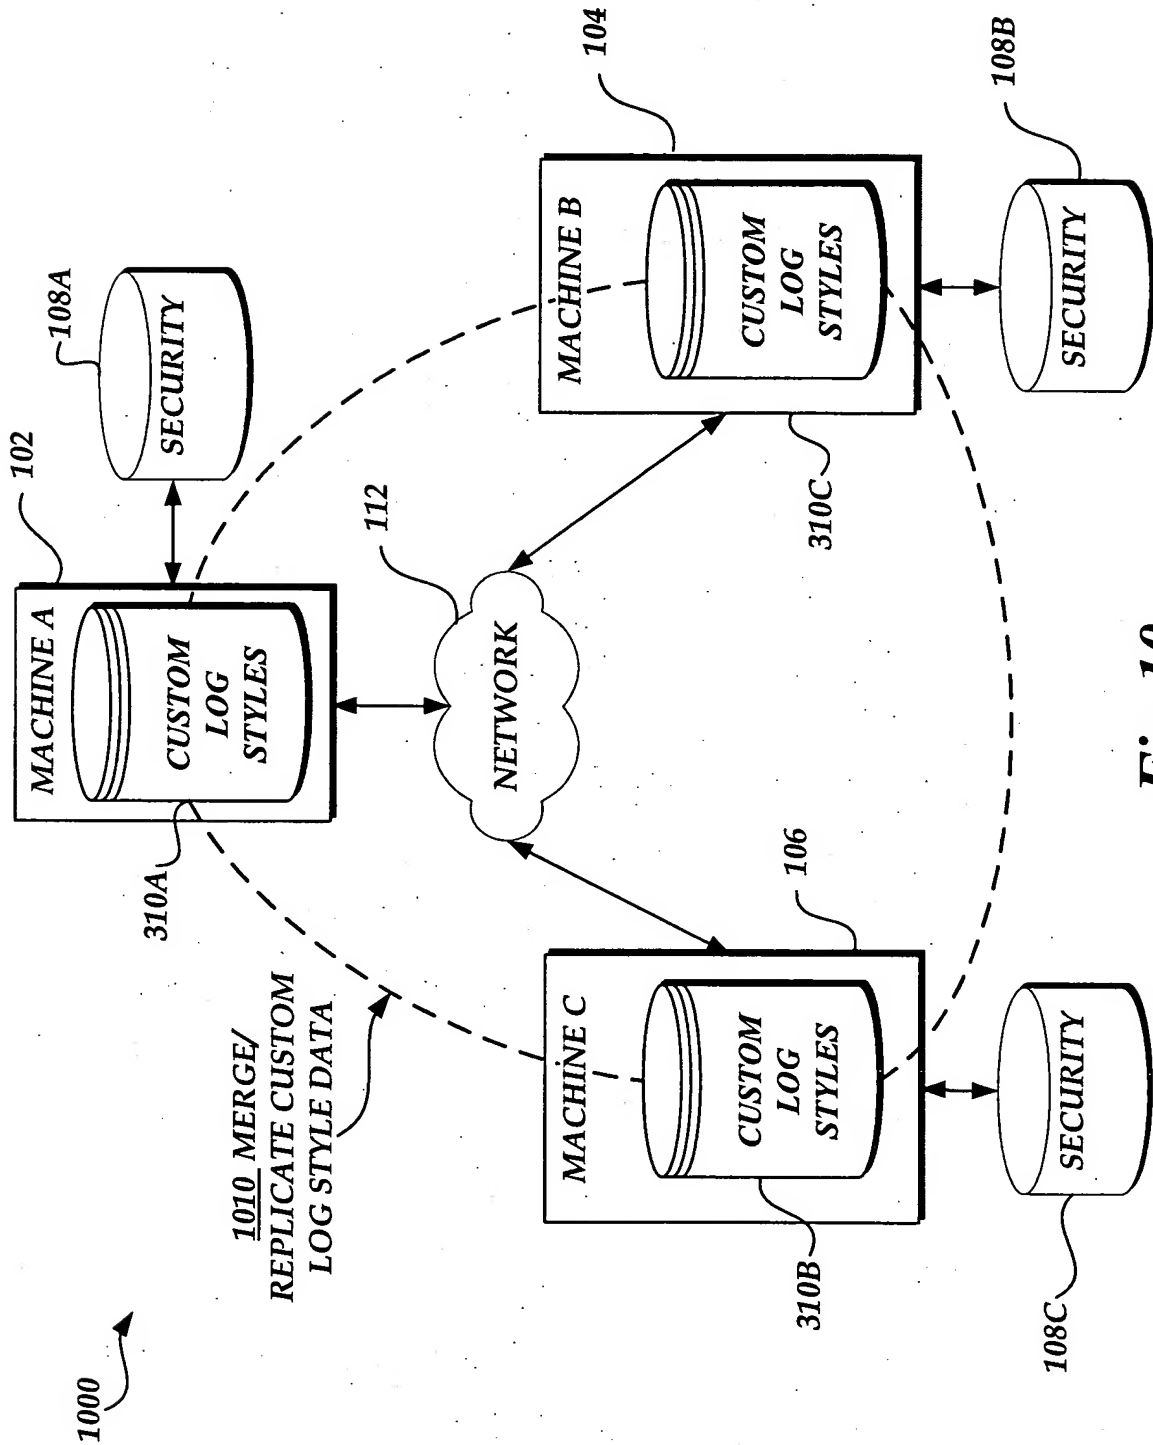 1000
1010 MERGE/
REPLICATE CUSTOM
LOG STYLE DATA
310A
MACHINE A
CUSTOM
LOG
STYLES
102
108A
SECURITY
112
NETWORK
104
MACHINE B
CUSTOM
LOG
STYLES
310C
108B
SECURITY
106
MACHINE C
CUSTOM
LOG
STYLES
310B
108C
SECURITY